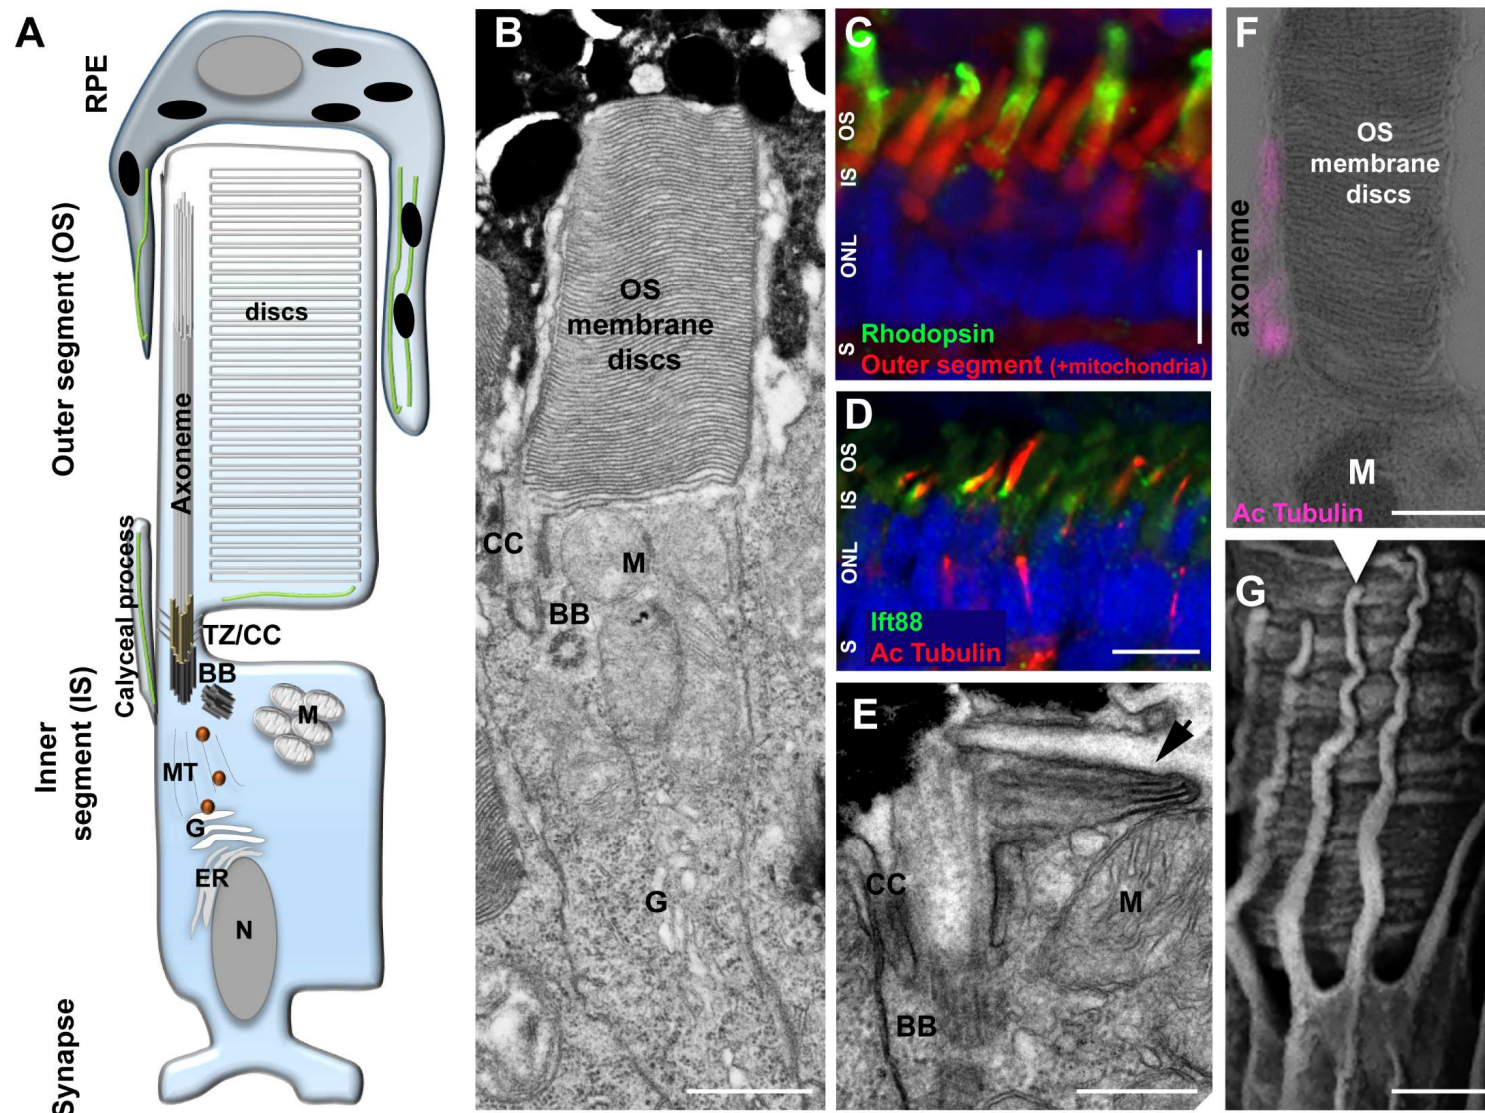 A
RPE
Outer segment (OS)
discs
Axoneme
Calyceal process
TZ/CC
BB
M
Inner
segment (IS)
MT
G
ER
N
Synapse
B
OS
membrane
discs
CC
M
BB
G
C
OS
IS
ONL
S
Rhodopsin
Outer segment (+mitochondria)
D
OS
IS
ONL
S
Ift88
Ac Tubulin
E
CC
M
BB
F
OS
membrane
discs
axoneme
M
Ac Tubulin
G